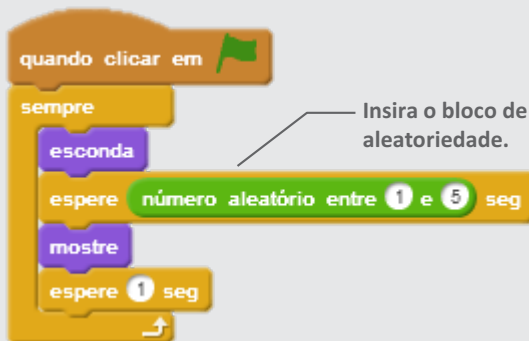 quando clicar em
sempre
Insira o bloco de
aleatoriedade.
esconda
espere número aleatório entre 1 e 5 seg
mostre
espere 1 seg